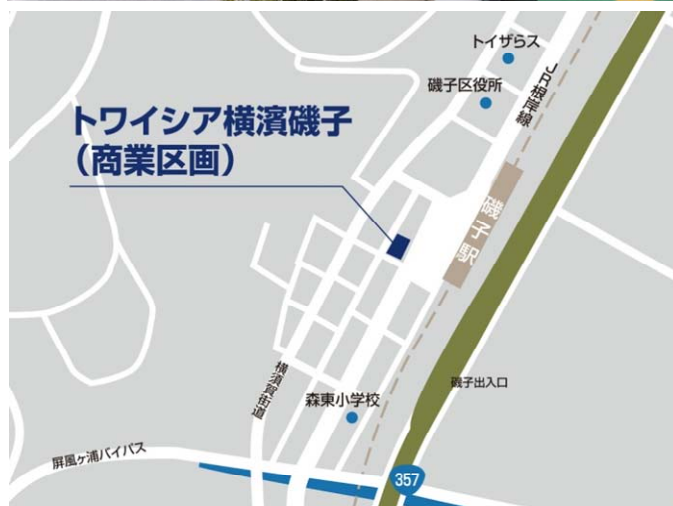 トイザらス
JR根岸線
磯子区役所
トワイシア横濱磯子
（商業区画）
磯子駅
横須賀街道
磯子出入口
森東小学校
屏風ヶ浦バイパス
357